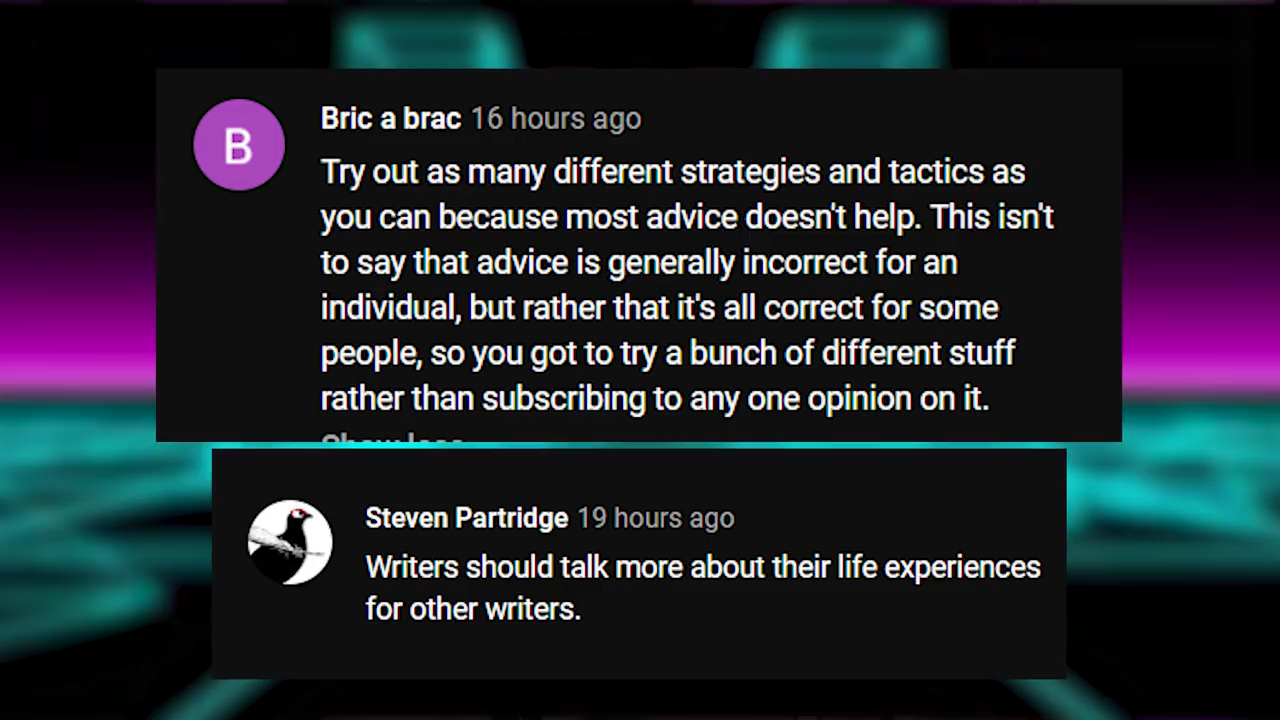 B
Bric a brac 16 hours ago
Try out as many different strategies and tactics as
you can because most advice doesn't help. This isn't
to say that advice is generally incorrect for an
individual, but rather that it's all correct for some
people, so you got to try a bunch of different stuff
rather than subscribing to any one opinion on it.
Show less
Steven Partridge 19 hours ago
Writers should talk more about their life experiences
for other writers.